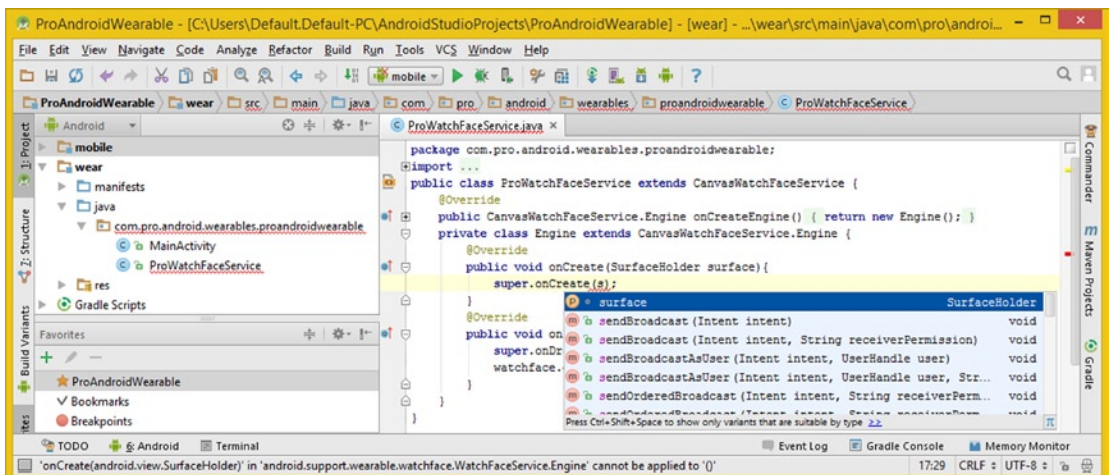 ProAndroidWearable - [C:\Users\Default.Default-PC\AndroidStudioProjects\ProAndroidWearable] - [wear] - ...\wear\src\main\java\com\pro\androi...
File Edit View Navigate Code Analyze Refactor Build Run Tools VCS Window Help
mobile
ProAndroidWearable wear src main java com pro android wearables proandroidwearable ProWatchFaceService
1: Project
2: Structure
Build Variants
Android
mobile
wear
manifests
java
com.pro.android.wearables.proandroidwearable
MainActivity
ProWatchFaceService
res
Gradle Scripts
Favorites
ProAndroidWearable
Bookmarks
Breakpoints
ProWatchFaceService.java
package com.pro.android.wearables.proandroidwearable;
import ...
public class ProWatchFaceService extends CanvasWatchFaceService {
@Override
public CanvasWatchFaceService.Engine onCreateEngine() { return new Engine(); }
private class Engine extends CanvasWatchFaceService.Engine {
@Override
public void onCreate(SurfaceHolder surface){
super.onCreate(s);
}
@Override
public void on
super.onDr
watchface.
}
}
}
surface SurfaceHolder
sendBroadcast(Intent intent) void
sendBroadcast(Intent intent, String receiverPermission) void
sendBroadcastAsUser(Intent intent, UserHandle user) void
sendBroadcastAsUser(Intent intent, UserHandle user, Str... void
sendOrderedBroadcast(Intent intent, String receiverPerm... void
Press Ctrl+Shift+Space to show only variants that are suitable by type >>
π
Commander
Maven Projects
Gradle
TODO 6: Android Terminal Event Log Gradle Console Memory Monitor
'onCreate(android.view.SurfaceHolder)' in 'android.support.wearable.watchface.WatchFaceService.Engine' cannot be applied to '()' 17:29 CRLF UTF-8